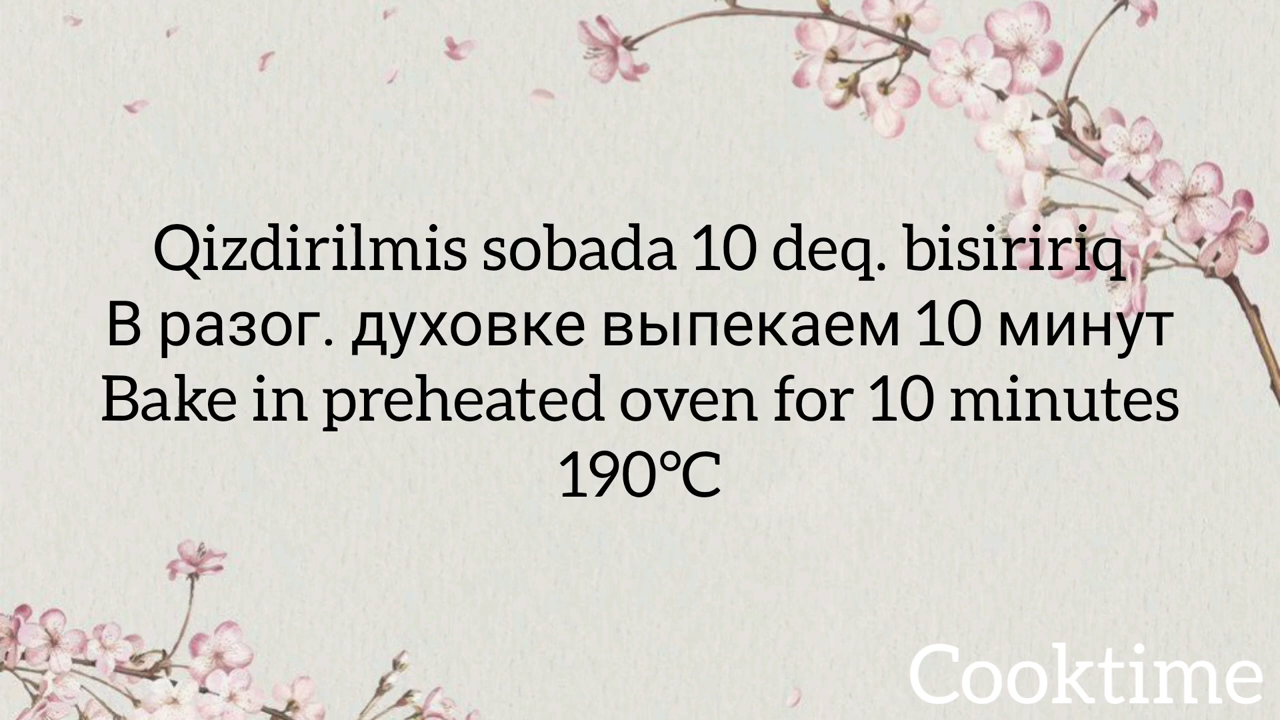 Qizdirilmis sobada 10 deq. bisiririq
В разог. духовке выпекаем 10 минут
Bake in preheated oven for 10 minutes
190°C
Cooktime